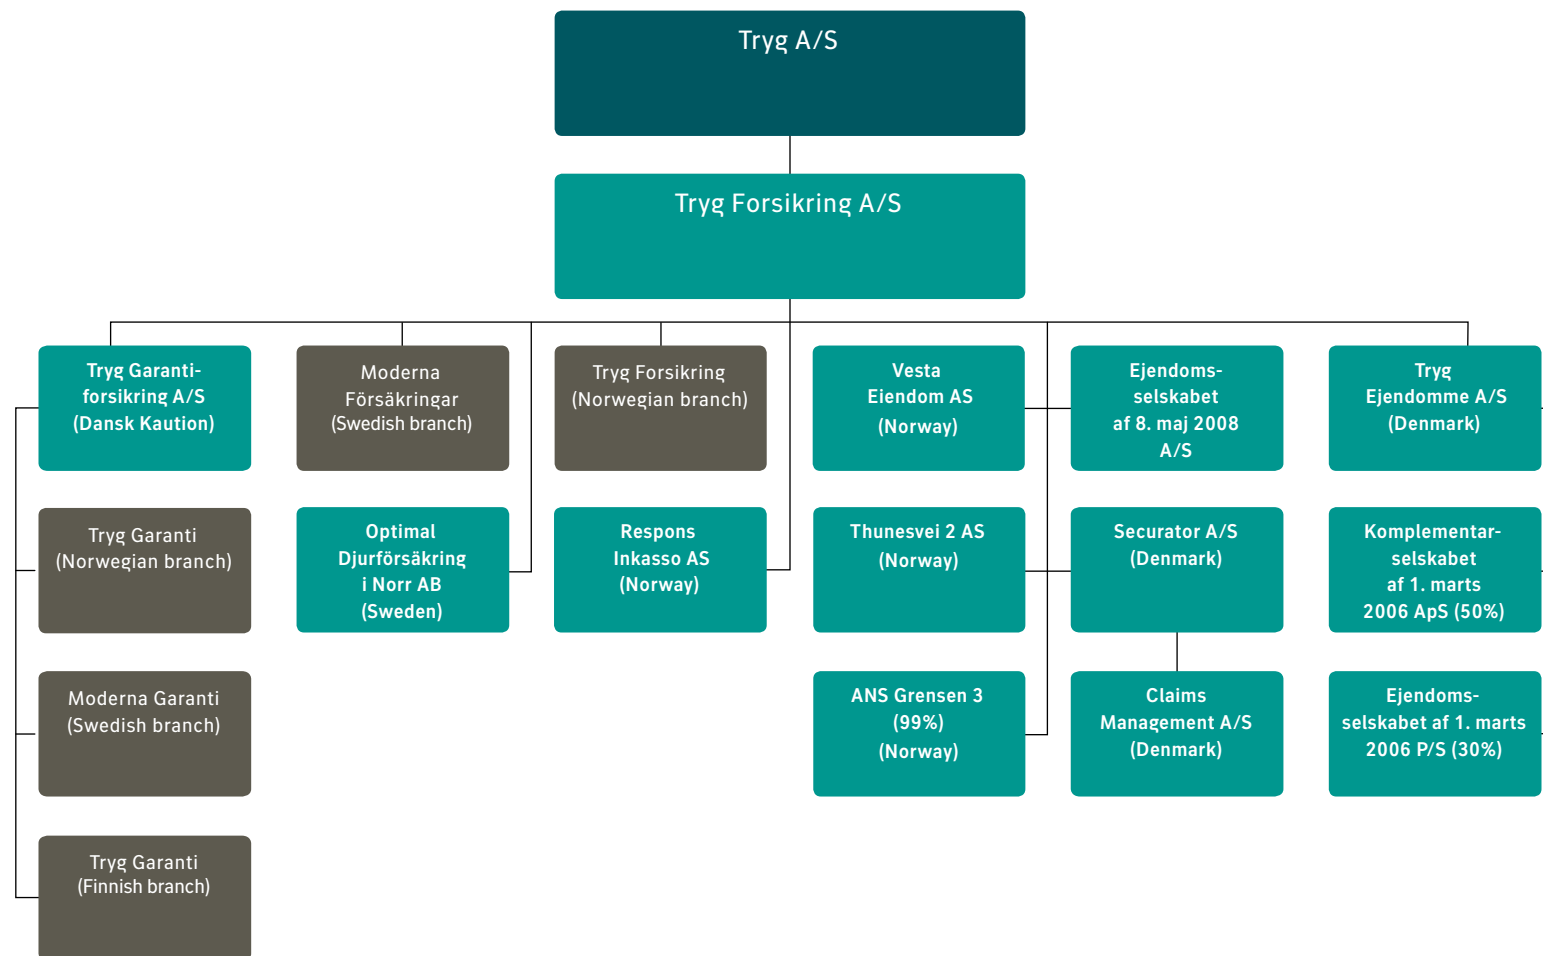 Tryg A/S
Tryg Forsikring A/S
Tryg Garanti-
forsikring A/S
(Dansk Kaution)
Moderna
Försäkringar
(Swedish branch)
Tryg Forsikring
(Norwegian branch)
Vesta
Eiendom AS
(Norway)
Ejendoms-
selskabet
af 8. maj 2008
A/S
Tryg
Ejendomme A/S
(Denmark)
Tryg Garanti
(Norwegian branch)
Optimal
Djurförsäkring
i Norr AB
(Sweden)
Respons
Inkasso AS
(Norway)
Thunesvei 2 AS
(Norway)
Securator A/S
(Denmark)
Komplementar-
selskabet
af 1. marts
2006 ApS (50%)
Moderna Garanti
(Swedish branch)
ANS Grensen 3
(99%)
(Norway)
Claims
Management A/S
(Denmark)
Ejendoms-
selskabet af 1. marts
2006 P/S (30%)
Tryg Garanti
(Finnish branch)